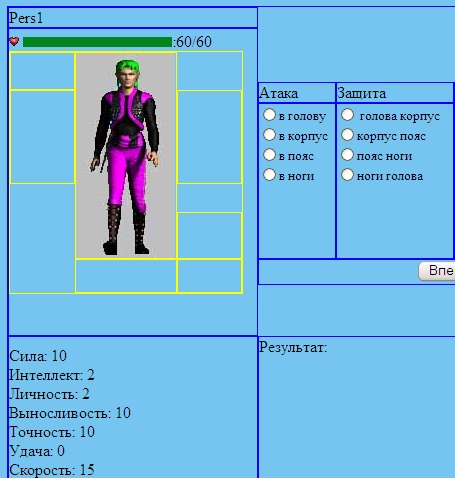 Pers1
:60/60
Атака Защита
в голову голова корпус
в корпус корпус пояс
в пояс пояс ноги
в ноги ноги голова
Впе
Результат:
Сила: 10
Интеллект: 2
Личность: 2
Выносливость: 10
Точность: 10
Удача: 0
Скорость: 15